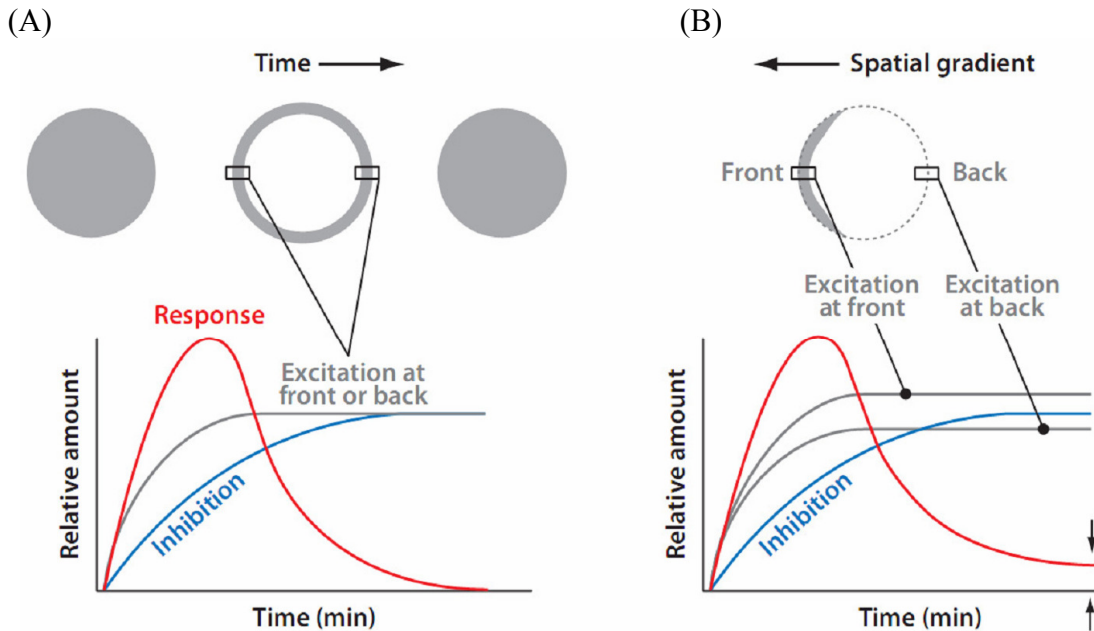 (A)
Time
Response
Excitation at
front or back
Inhibition
Relative amount
Time (min)
(B)
Spatial gradient
Front
Back
Excitation
at front
Excitation
at back
Inhibition
Relative amount
Time (min)